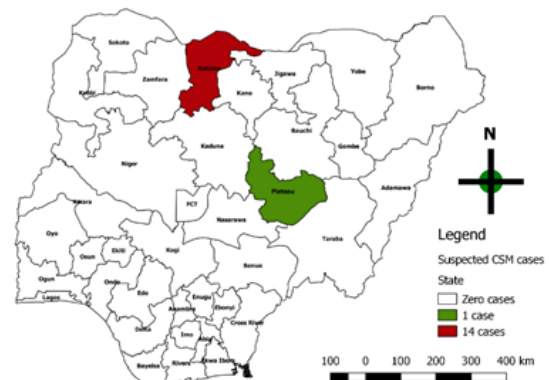 Sokoto
Zamfara
Katsina
Kebbi
Kano
Jigawa
Yobe
Borno
Bauchi
Gombe
Kaduna
Niger
Plateau
Adamawa
FCT
Nasarawa
Kwara
Taraba
Oyo
Osun
Ekiti
Kogi
Benue
Ogun
Lagos
Ondo
Edo
Enugu
Anambra
Ebonyi
Cross River
Delta
Imo
Abia
Bayelsa
Rivers
Akwa Ibom
N
Legend
Suspected CSM cases
State
Zero cases
1 case
14 cases
100 0 100 200 300 400 km